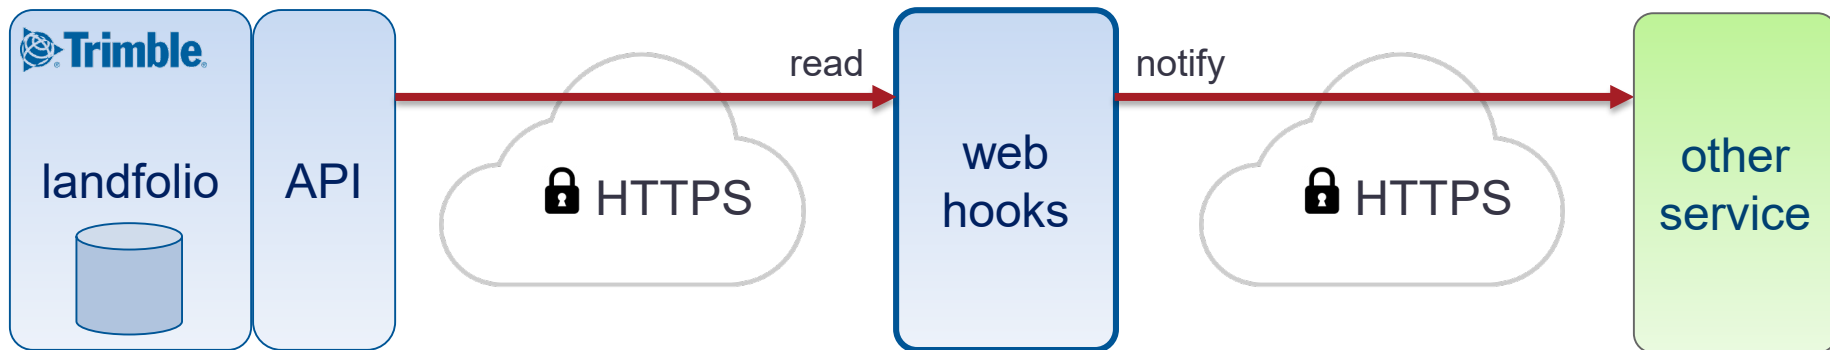 Trimble
landfolio
API
read
HTTPS
web
hooks
notify
HTTPS
other
service